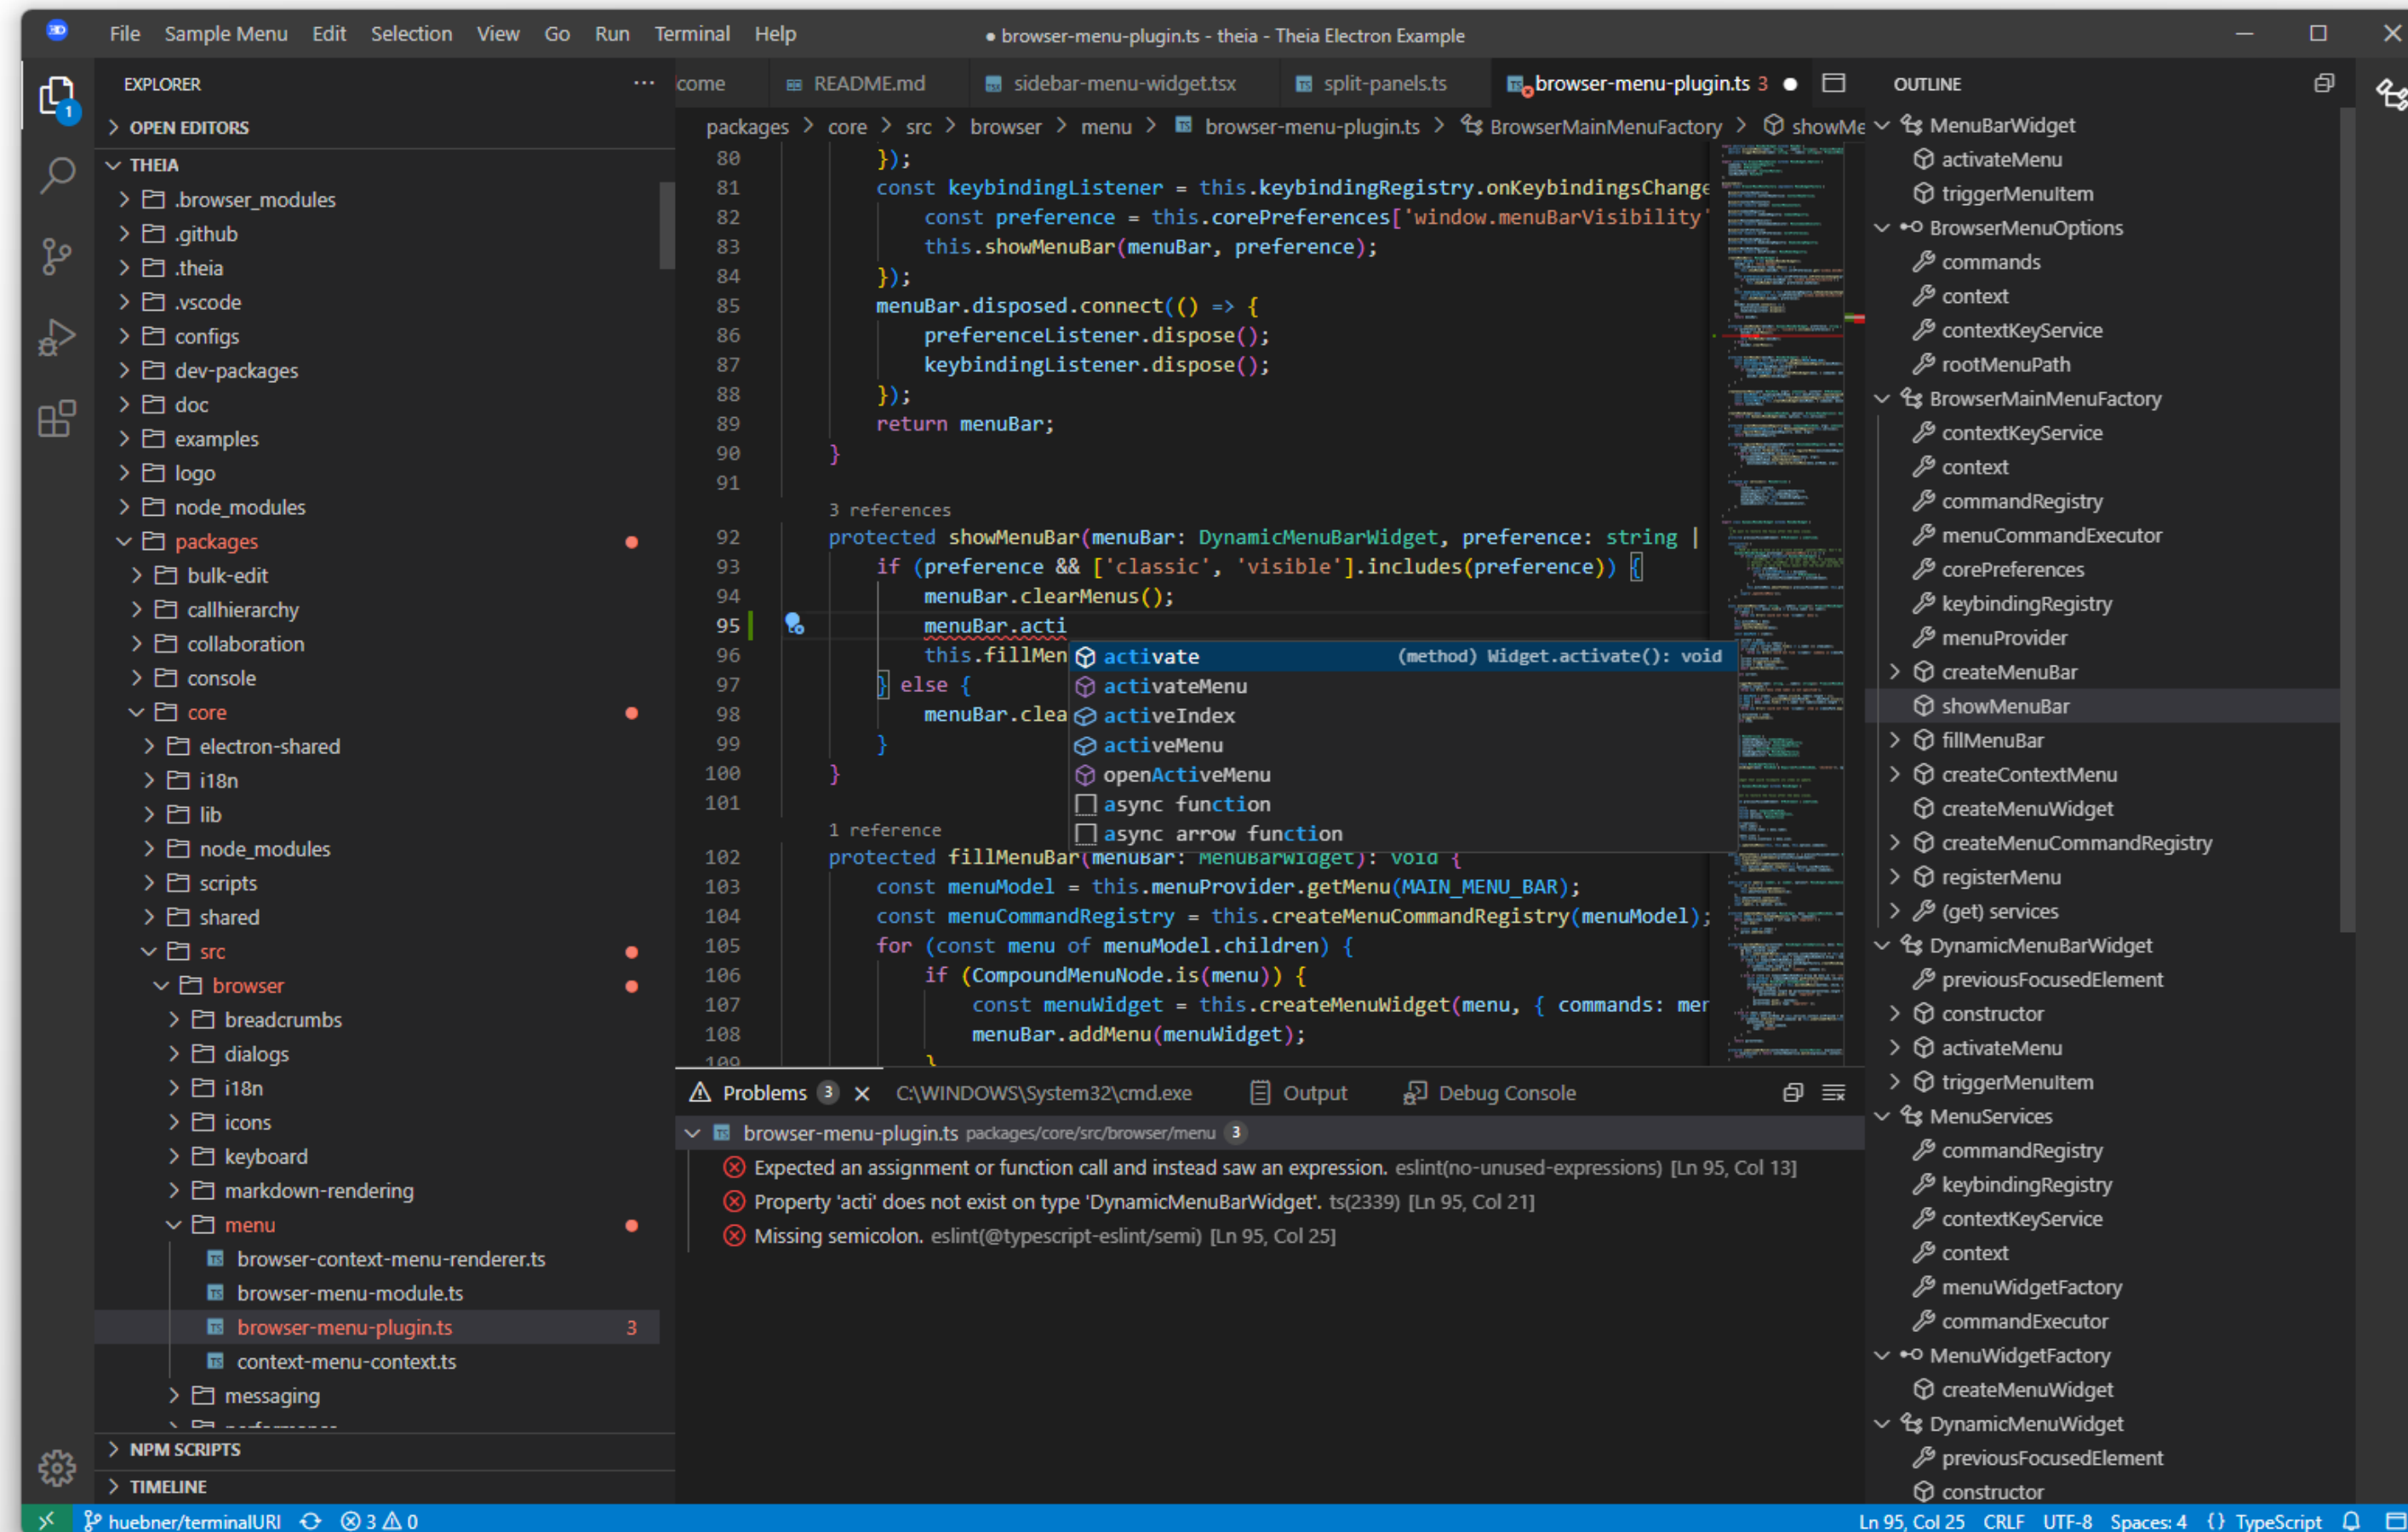 File Sample Menu Edit Selection View Go Run Terminal Help
● browser-menu-plugin.ts - theia - Theia Electron Example
1
EXPLORER
OPEN EDITORS
THEIA
.browser_modules
.github
.theia
.vscode
configs
dev-packages
doc
examples
logo
node_modules
packages
bulk-edit
callhierarchy
collaboration
console
core
electron-shared
i18n
lib
node_modules
scripts
shared
src
browser
breadcrumbs
dialogs
i18n
icons
keyboard
markdown-rendering
menu
browser-context-menu-renderer.ts
browser-menu-module.ts
browser-menu-plugin.ts 3
context-menu-context.ts
messaging
NPM SCRIPTS
TIMELINE
come README.md sidebar-menu-widget.tsx split-panels.ts browser-menu-plugin.ts 3
packages > core > src > browser > menu > browser-menu-plugin.ts > BrowserMainMenuFactory > showMe
80 });
81 const keybindingListener = this.keybindingRegistry.onKeybindingsChange
82 const preference = this.corePreferences['window.menuBarVisibility'
83 this.showMenuBar(menuBar, preference);
84 });
85 menuBar.disposed.connect(() => {
86 preferenceListener.dispose();
87 keybindingListener.dispose();
88 });
89 return menuBar;
90 }
91
3 references
92 protected showMenuBar(menuBar: DynamicMenuBarWidget, preference: string |
93 if (preference && ['classic', 'visible'].includes(preference)) {
94 menuBar.clearMenus();
95 menuBar.acti
96 this.fillMen
97 } else {
98 menuBar.clea
99 }
100 }
101
activate (method) Widget.activate(): void
activateMenu
activeIndex
activeMenu
openActiveMenu
async function
async arrow function
1 reference
102 protected fillMenuBar(menuBar: MenuBarWidget): void {
103 const menuModel = this.menuProvider.getMenu(MAIN_MENU_BAR);
104 const menuCommandRegistry = this.createMenuCommandRegistry(menuModel);
105 for (const menu of menuModel.children) {
106 if (CompoundMenuNode.is(menu)) {
107 const menuWidget = this.createMenuWidget(menu, { commands: mer
108 menuBar.addMenu(menuWidget);
109 }
Problems 3 C:\WINDOWS\System32\cmd.exe Output Debug Console
browser-menu-plugin.ts packages/core/src/browser/menu 3
Expected an assignment or function call and instead saw an expression. eslint(no-unused-expressions) [Ln 95, Col 13]
Property 'acti' does not exist on type 'DynamicMenuBarWidget'. ts(2339) [Ln 95, Col 21]
Missing semicolon. eslint(@typescript-eslint/semi) [Ln 95, Col 25]
OUTLINE
MenuBarWidget
activateMenu
triggerMenuItem
BrowserMenuOptions
commands
context
contextKeyService
rootMenuPath
BrowserMainMenuFactory
contextKeyService
context
commandRegistry
menuCommandExecutor
corePreferences
keybindingRegistry
menuProvider
createMenuBar
showMenuBar
fillMenuBar
createContextMenu
createMenuWidget
createMenuCommandRegistry
registerMenu
(get) services
DynamicMenuBarWidget
previousFocusedElement
constructor
activateMenu
triggerMenuItem
MenuServices
commandRegistry
keybindingRegistry
contextKeyService
context
menuWidgetFactory
commandExecutor
MenuWidgetFactory
createMenuWidget
DynamicMenuWidget
previousFocusedElement
constructor
huebner/terminalURI 3 0
Ln 95, Col 25 CRLF UTF-8 Spaces: 4 {} TypeScript